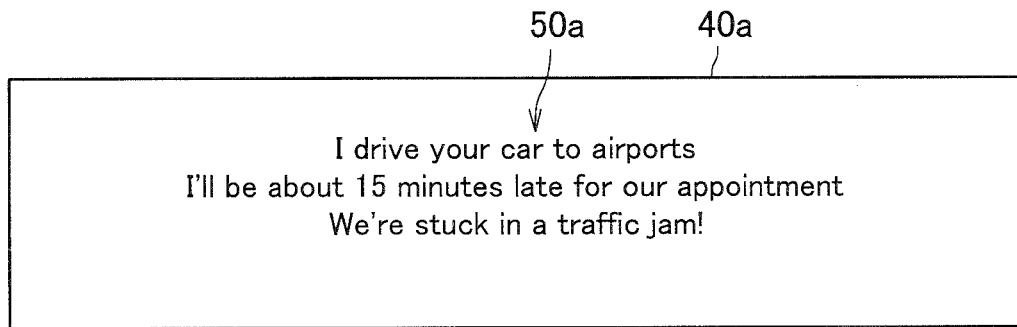 50a 40a
I drive your car to airports
I'll be about 15 minutes late for our appointment
We're stuck in a traffic jam!